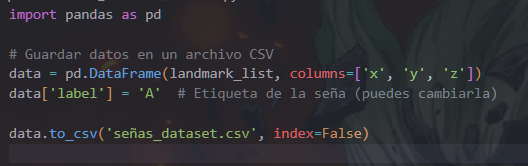 import pandas as pd
# Guardar datos en un archivo CSV
data = pd.DataFrame(landmark_list, columns=['x', 'y', 'z'])
data['label'] = 'A'  # Etiqueta de la seña (puedes cambiarla)
data.to_csv('señas_dataset.csv', index=False)